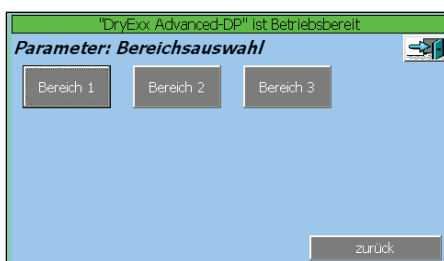 "DryExx Advanced-DP" ist Betriebsbereit
Parameter: Bereichsauswahl
Bereich 1
Bereich 2
Bereich 3
zurück